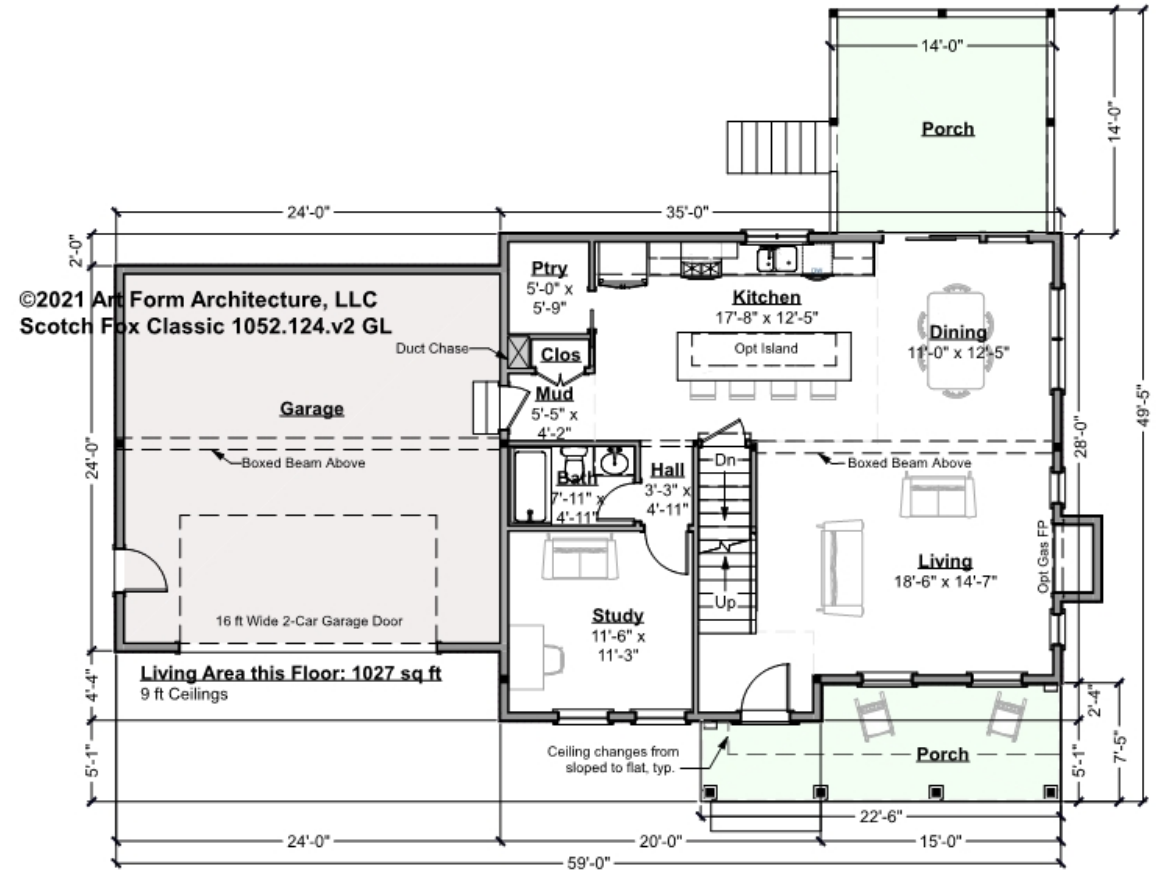 14'-0"
14'-0"
Porch
24'-0"
35'-0"
2'-0"
©2021 Art Form Architecture, LLC
Scotch Fox Classic 1052.124.v2 GL
Ptry
5'-0" x
5'-9"
Kitchen
17'-8" x 12'-5"
Dining
11'-0" x 12'-5"
Duct Chase
Clos
Opt Island
Garage
Mud
5'-5" x
4'-2"
49'-5"
24'-0"
28'-0"
Boxed Beam Above
Bath
7'-11" x
4'-11"
Hall
3'-3" x
4'-11"
Dn
Boxed Beam Above
Up
Living
18'-6" x 14'-7"
Opt Gas FP
Study
11'-6" x
11'-3"
16 ft Wide 2-Car Garage Door
Living Area this Floor: 1027 sq ft
9 ft Ceilings
4'-4"
2'-4"
5'-1"
Ceiling changes from
sloped to flat, typ.
Porch
5'-1"
7'-5"
22'-6"
24'-0"
20'-0"
15'-0"
59'-0"